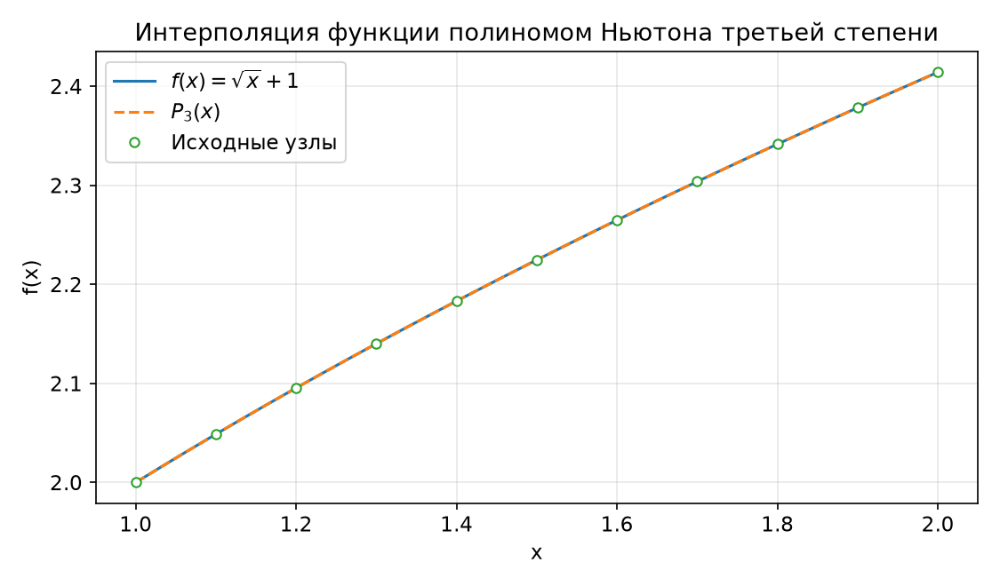 Интерполяция функции полиномом Ньютона третьей степени
f(x) = √x + 1
P₃(x)
Исходные узлы
f(x)
2.4
2.3
2.2
2.1
2.0
1.0 1.2 1.4 1.6 1.8 2.0
x